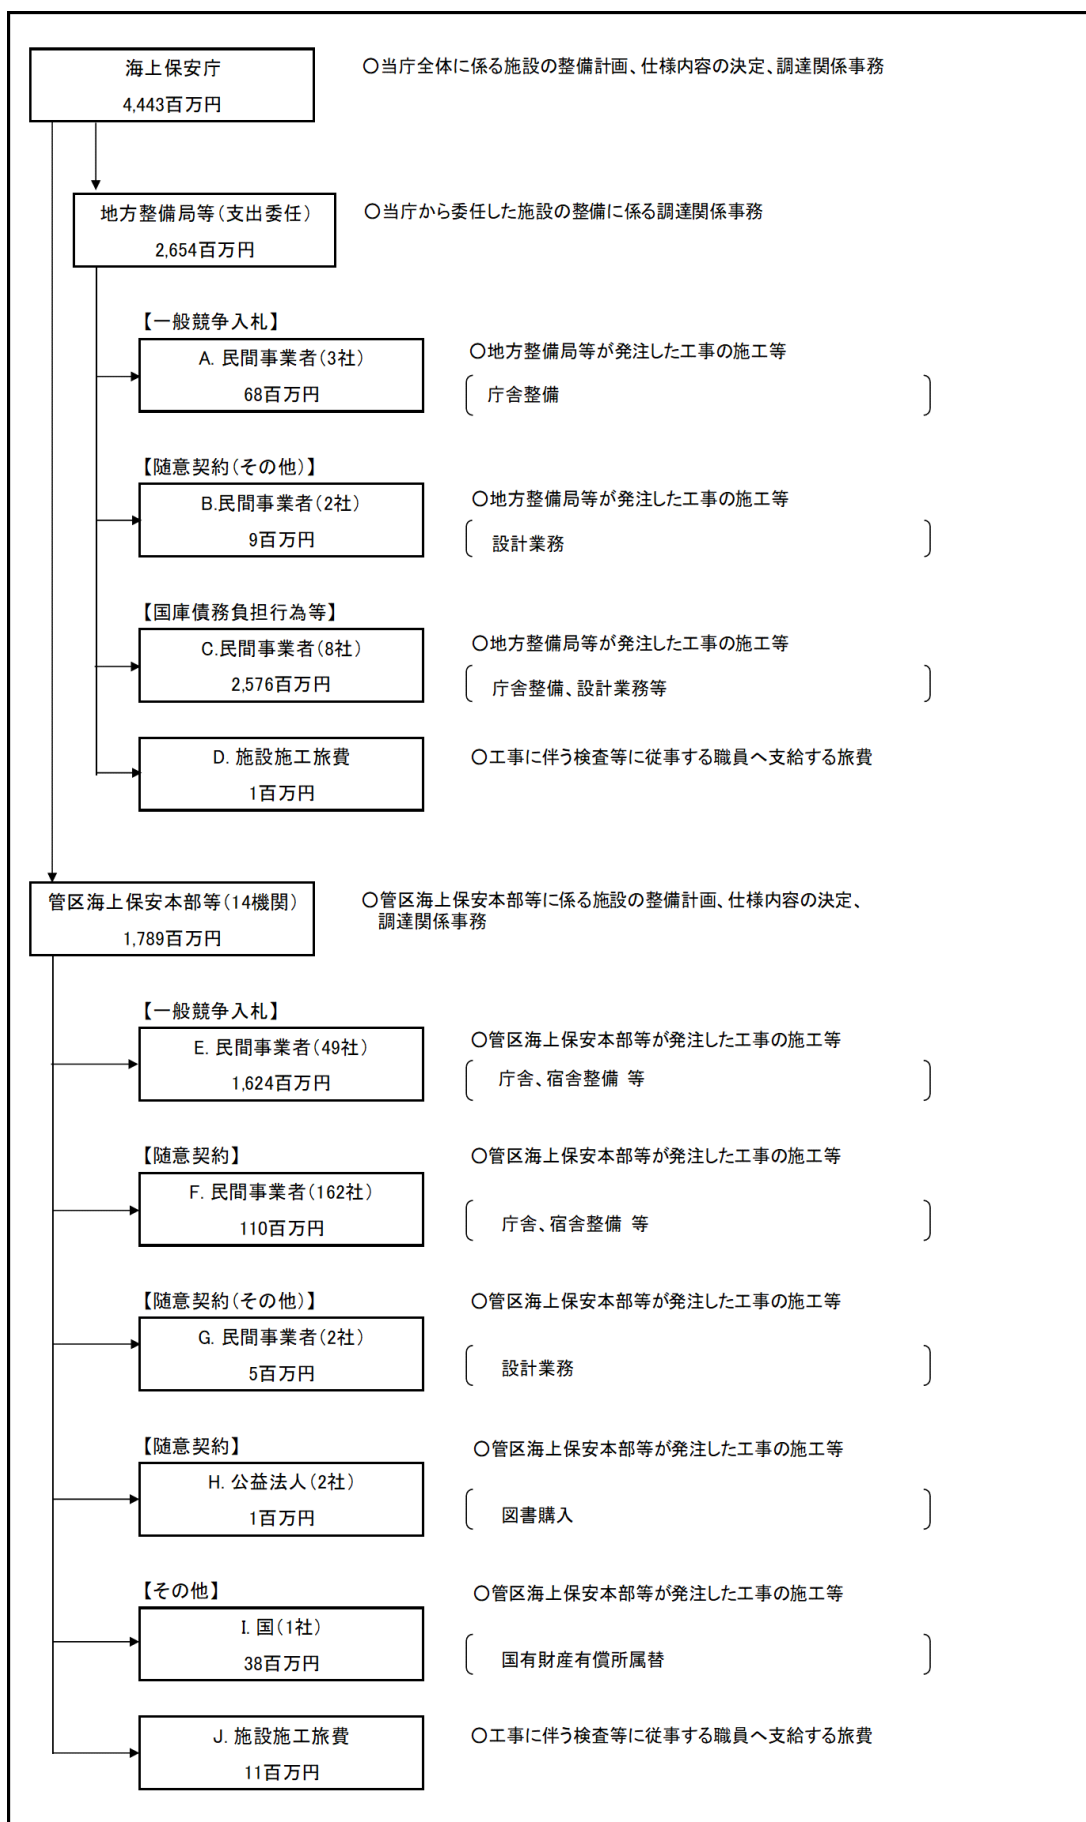 海上保安庁
4,443百万円
○当庁全体に係る施設の整備計画、仕様内容の決定、調達関係事務
地方整備局等（支出委任）
2,654百万円
○当庁から委任した施設の整備に係る調達関係事務
【一般競争入札】
A. 民間事業者（3社）
68百万円
○地方整備局等が発注した工事の施工等
庁舎整備
【随意契約（その他）】
B.民間事業者（2社）
9百万円
○地方整備局等が発注した工事の施工等
設計業務
【国庫債務負担行為等】
C.民間事業者（8社）
2,576百万円
○地方整備局等が発注した工事の施工等
庁舎整備、設計業務等
D. 施設施工旅費
1百万円
○工事に伴う検査等に従事する職員へ支給する旅費
管区海上保安本部等（14機関）
1,789百万円
○管区海上保安本部等に係る施設の整備計画、仕様内容の決定、
調達関係事務
【一般競争入札】
E. 民間事業者（49社）
1,624百万円
○管区海上保安本部等が発注した工事の施工等
庁舎、宿舎整備 等
【随意契約】
F. 民間事業者（162社）
110百万円
○管区海上保安本部等が発注した工事の施工等
庁舎、宿舎整備 等
【随意契約（その他）】
G. 民間事業者（2社）
5百万円
○管区海上保安本部等が発注した工事の施工等
設計業務
【随意契約】
H. 公益法人（2社）
1百万円
○管区海上保安本部等が発注した工事の施工等
図書購入
【その他】
I. 国（1社）
38百万円
○管区海上保安本部等が発注した工事の施工等
国有財産有償所属替
J. 施設施工旅費
11百万円
○工事に伴う検査等に従事する職員へ支給する旅費